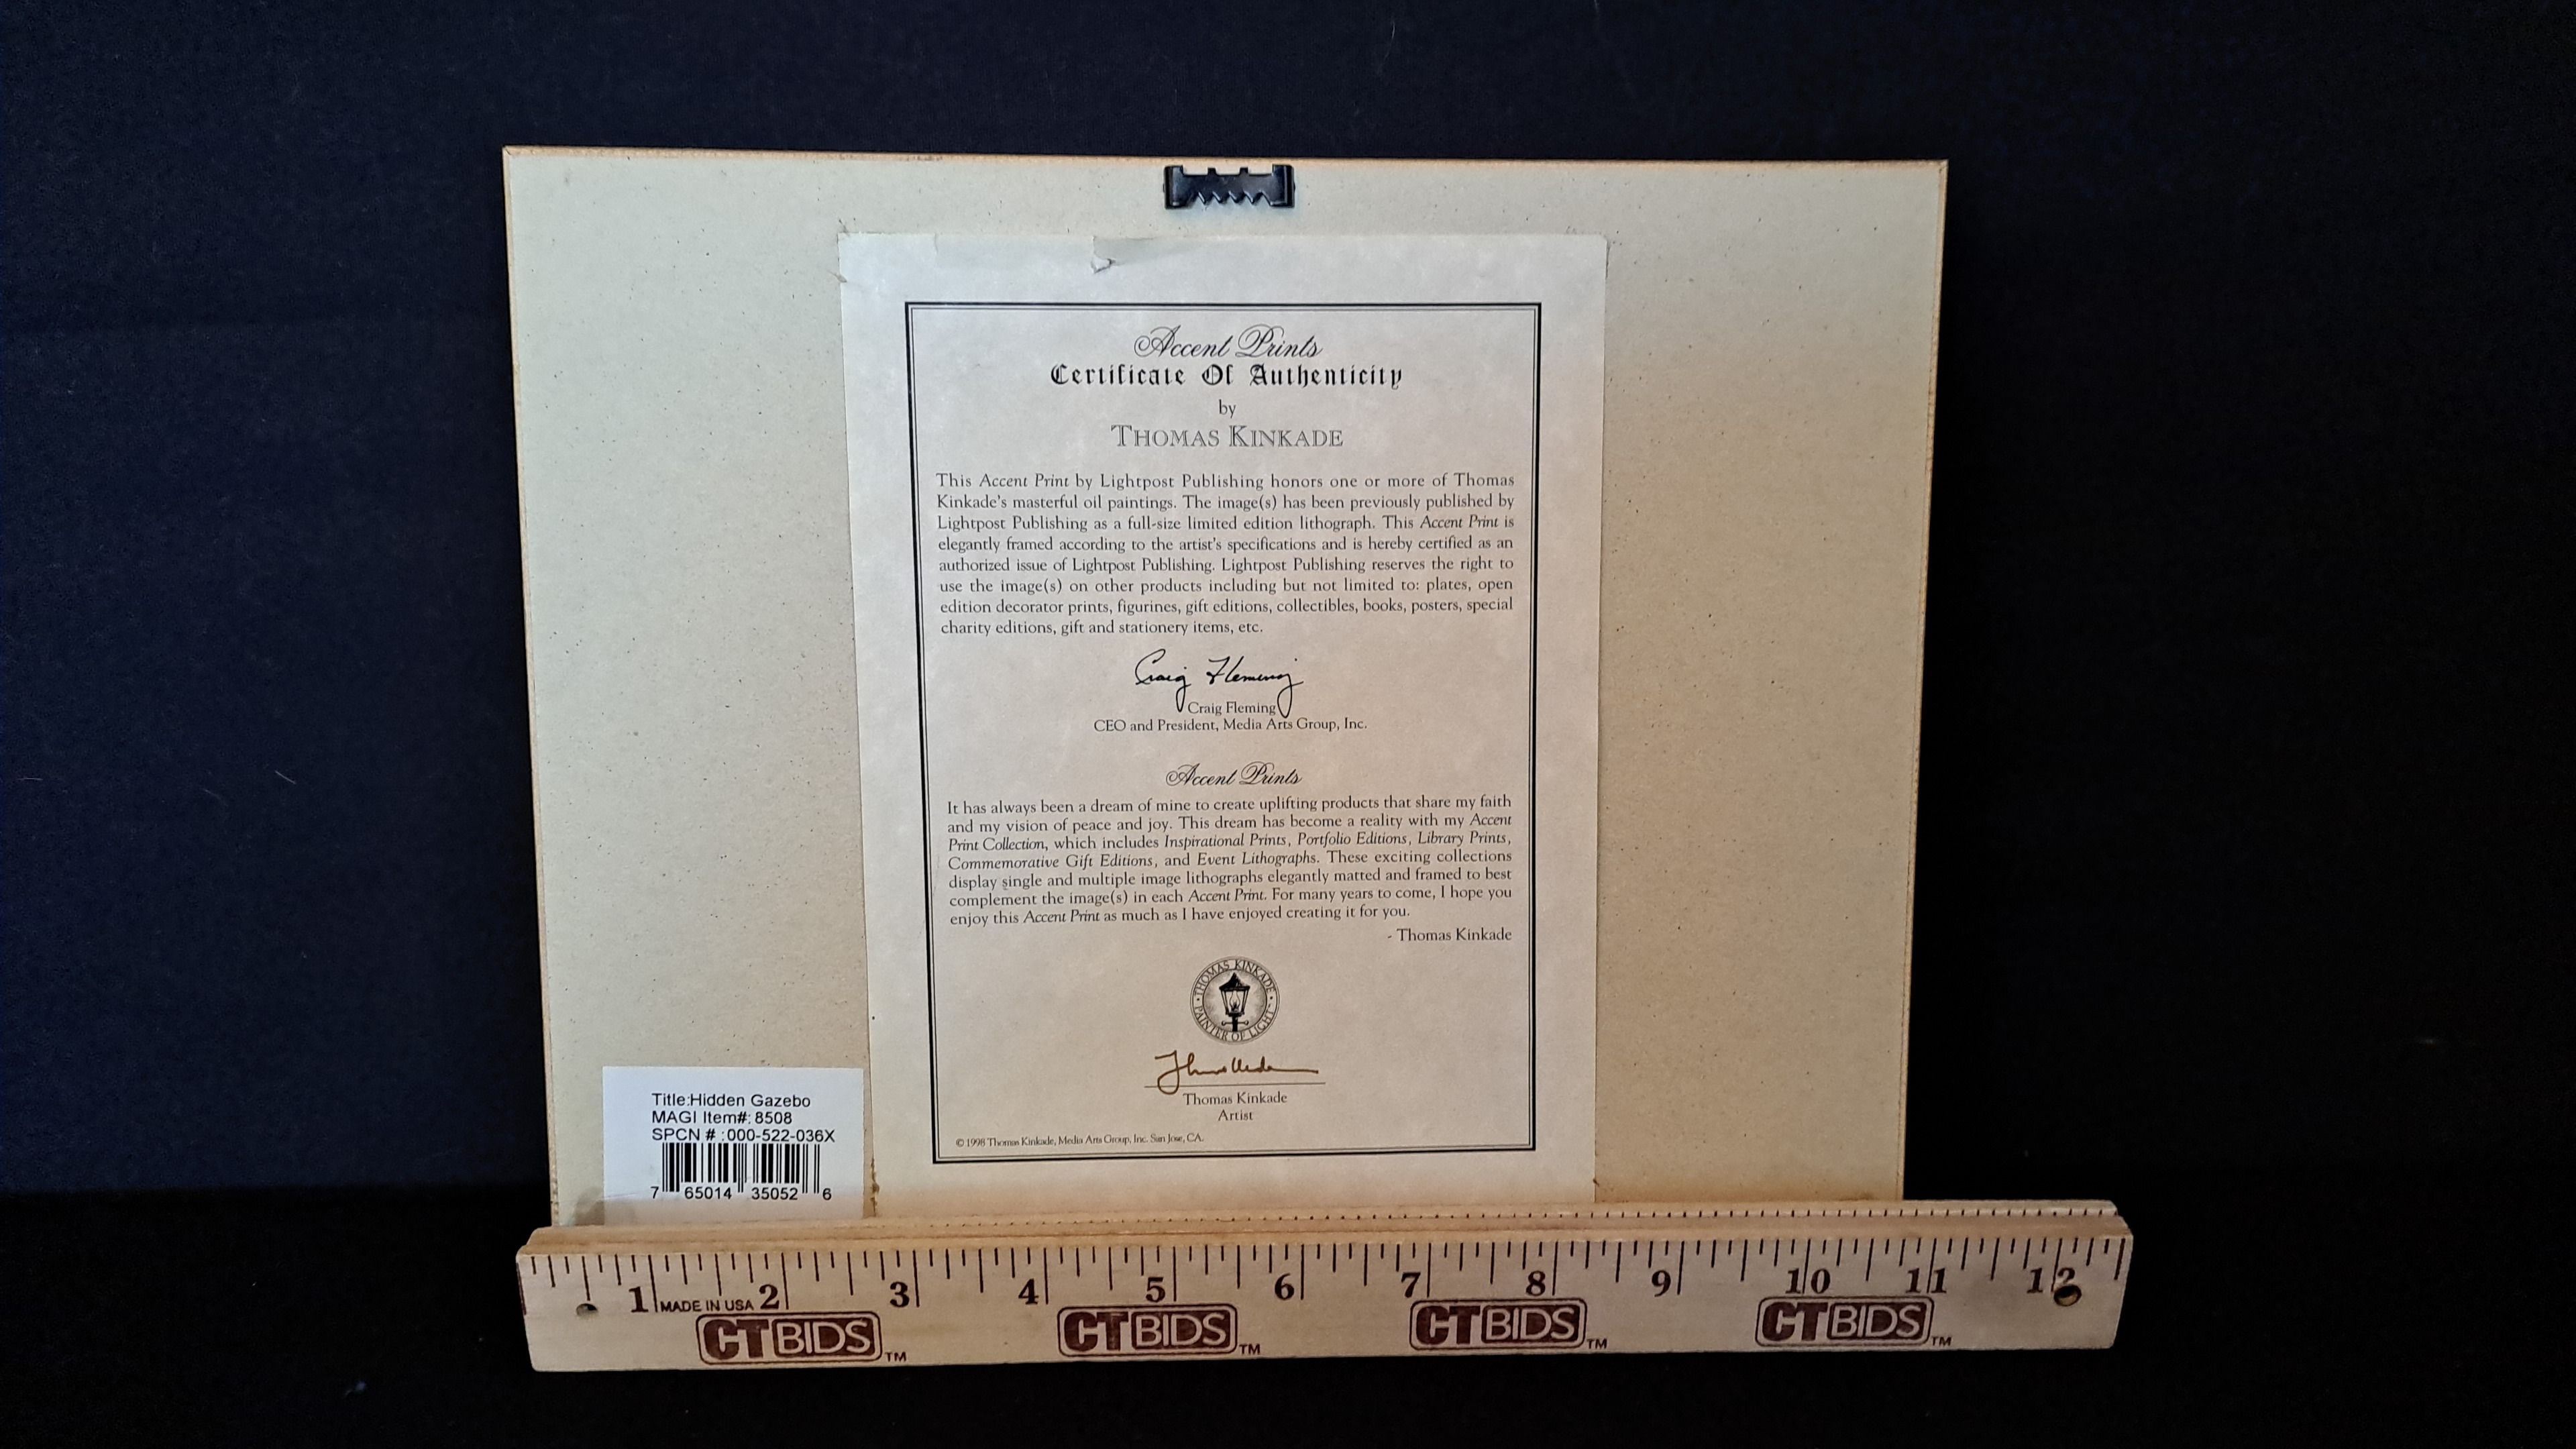 Accent Prints
Certificate Of Authenticity
by
THOMAS KINKADE
This Accent Print by Lightpost Publishing honors one or more of Thomas
Kinkade's masterful oil paintings. The image(s) has been previously published by
Lightpost Publishing as a full-size limited edition lithograph. This Accent Print is
elegantly framed according to the artist's specifications and is hereby certified as an
authorized issue of Lightpost Publishing. Lightpost Publishing reserves the right to
use the image(s) on other products including but not limited to: plates, open
edition decorator prints, figurines, gift editions, collectibles, books, posters, special
charity editions, gift and stationery items, etc.
Craig Fleming
Craig Fleming
CEO and President, Media Arts Group, Inc.
Accent Prints
It has always been a dream of mine to create uplifting products that share my faith
and my vision of peace and joy. This dream has become a reality with my Accent
Print Collection, which includes Inspirational Prints, Portfolio Editions, Library Prints,
Commemorative Gift Editions, and Event Lithographs. These exciting collections
display single and multiple image lithographs elegantly matted and framed to best
complement the image(s) in each Accent Print. For many years to come, I hope you
enjoy this Accent Print as much as I have enjoyed creating it for you.
- Thomas Kinkade
THOMAS KINKADE
PAINTER OF LIGHT
Thomas Kinkade
Artist
© 1998 Thomas Kinkade, Media Arts Group, Inc. San Jose, CA.
Title:Hidden Gazebo
MAGI Item#: 8508
SPCN # :000-522-036X
7 65014 35052 6
1 MADE IN USA 2 3 4 5 6 7 8 9 10 11 12
CTBIDS™ CTBIDS™ CTBIDS™ CTBIDS™